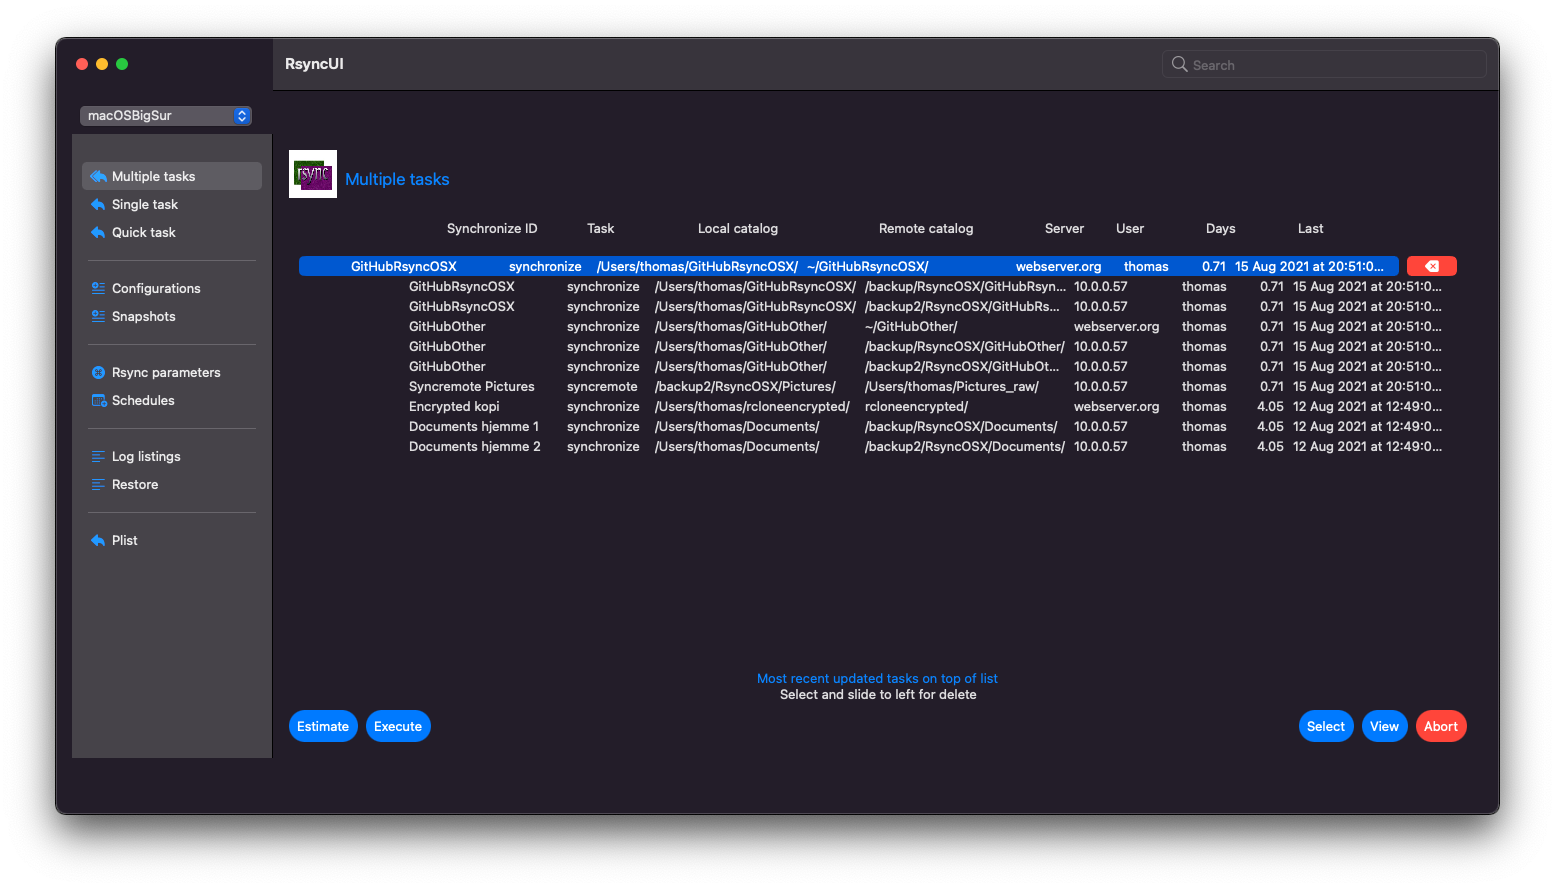 RsyncUI
Search
macOSBigSur
Multiple tasks
Single task
Quick task
Configurations
Snapshots
Rsync parameters
Schedules
Log listings
Restore
Plist
rsync
Multiple tasks
Synchronize ID Task Local catalog Remote catalog Server User Days Last
GitHubRsyncOSX synchronize /Users/thomas/GitHubRsyncOSX/ ~/GitHubRsyncOSX/ webserver.org thomas 0.71 15 Aug 2021 at 20:51:0...
GitHubRsyncOSX synchronize /Users/thomas/GitHubRsyncOSX/ /backup/RsyncOSX/GitHubRsyn... 10.0.0.57 thomas 0.71 15 Aug 2021 at 20:51:0...
GitHubRsyncOSX synchronize /Users/thomas/GitHubRsyncOSX/ /backup2/RsyncOSX/GitHubRs... 10.0.0.57 thomas 0.71 15 Aug 2021 at 20:51:0...
GitHubOther synchronize /Users/thomas/GitHubOther/ ~/GitHubOther/ webserver.org thomas 0.71 15 Aug 2021 at 20:51:0...
GitHubOther synchronize /Users/thomas/GitHubOther/ /backup/RsyncOSX/GitHubOther/ 10.0.0.57 thomas 0.71 15 Aug 2021 at 20:51:0...
GitHubOther synchronize /Users/thomas/GitHubOther/ /backup2/RsyncOSX/GitHubOt... 10.0.0.57 thomas 0.71 15 Aug 2021 at 20:51:0...
Syncremote Pictures syncremote /backup2/RsyncOSX/Pictures/ /Users/thomas/Pictures_raw/ 10.0.0.57 thomas 0.71 15 Aug 2021 at 20:51:0...
Encrypted kopi synchronize /Users/thomas/rcloneencrypted/ rcloneencrypted/ webserver.org thomas 4.05 12 Aug 2021 at 12:49:0...
Documents hjemme 1 synchronize /Users/thomas/Documents/ /backup/RsyncOSX/Documents/ 10.0.0.57 thomas 4.05 12 Aug 2021 at 12:49:0...
Documents hjemme 2 synchronize /Users/thomas/Documents/ /backup2/RsyncOSX/Documents/ 10.0.0.57 thomas 4.05 12 Aug 2021 at 12:49:0...
Most recent updated tasks on top of list
Select and slide to left for delete
Estimate Execute Select View Abort